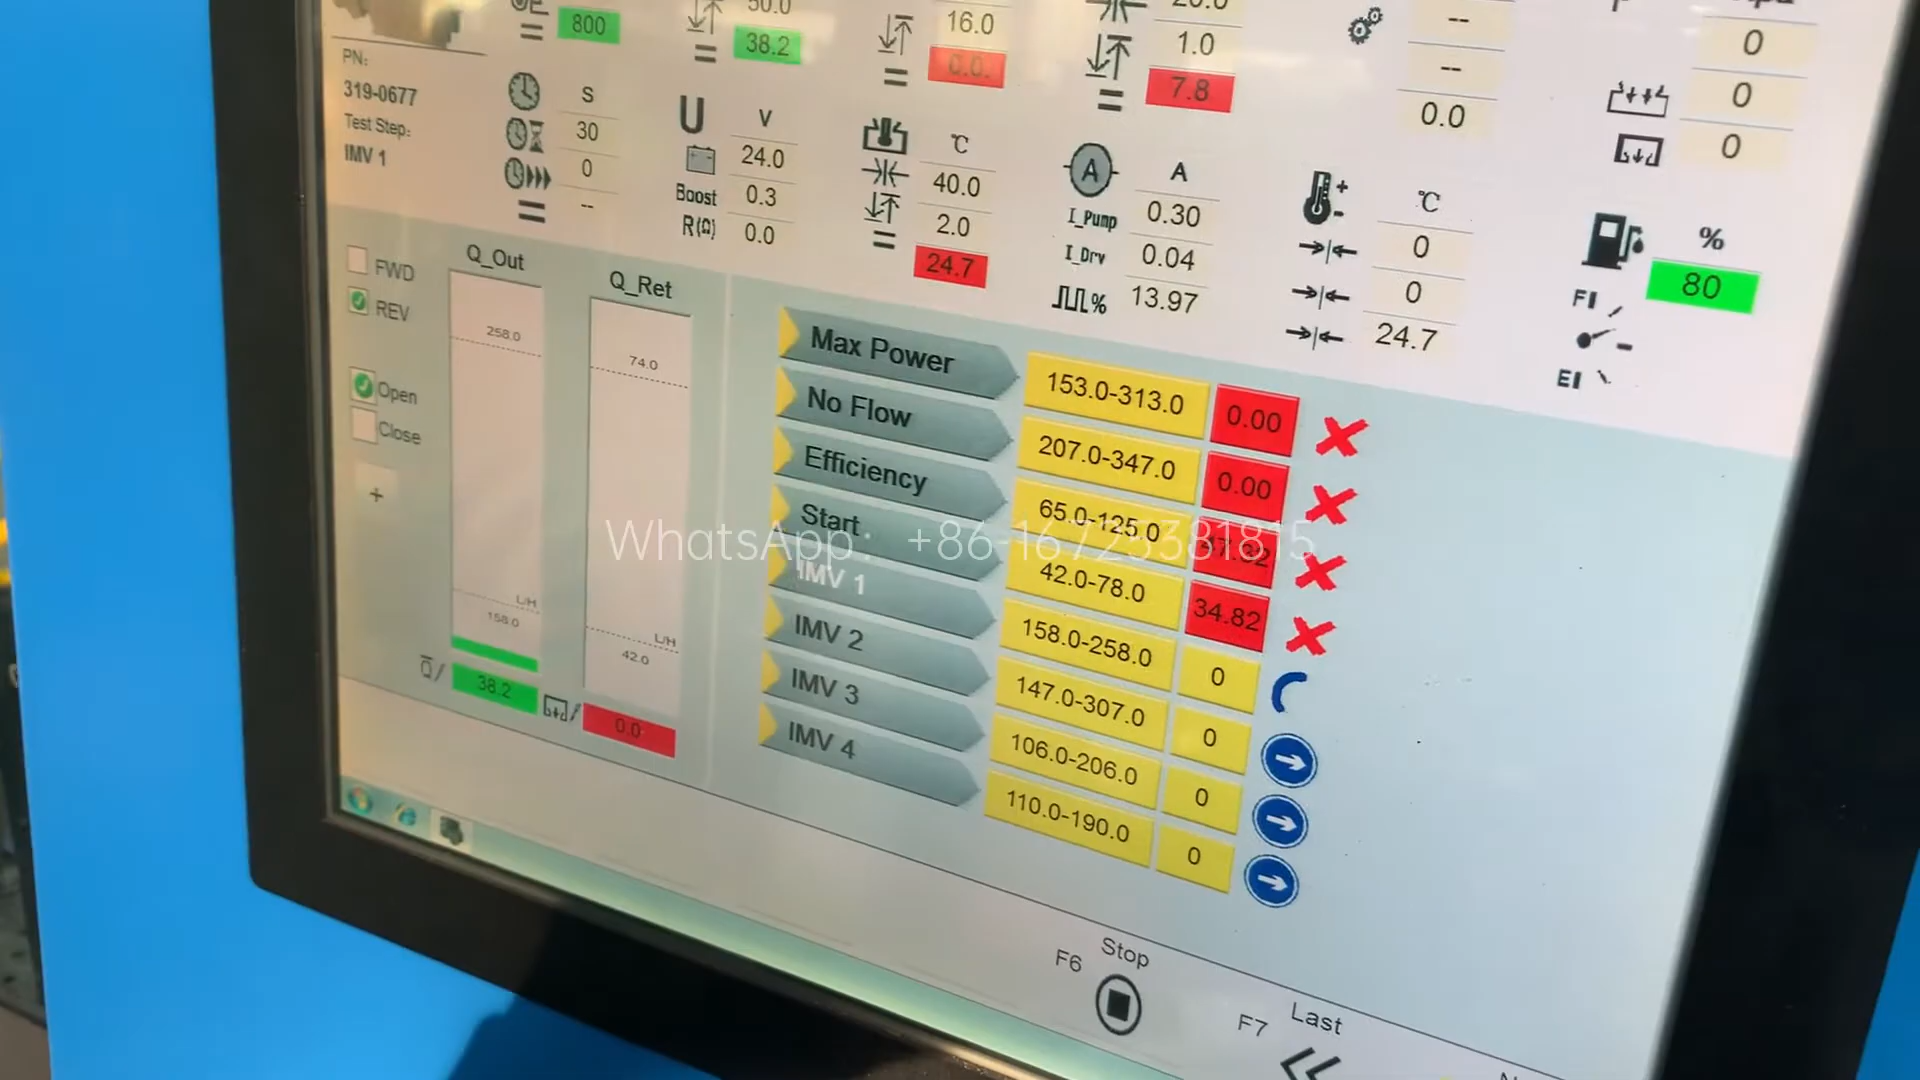 50.0
16.0
20.0
800
38.2
0.0.
1.0
7.8
--
--
0.0
0
0
0
PN:
319-0677
Test Step:
IMV 1
S
30
0
--
U
V
24.0
Boost 0.3
R(Ω) 0.0
℃
40.0
2.0
24.7
A
A
I_Pump 0.30
I_Drv 0.04
% 13.97
℃
0
0
24.7
%
80
F
E
FWD
REV
Open
Close
+
Q_Out
258.0
L/H
158.0
Q/ 38.2
Q_Ret
74.0
L/H
42.0
0.0
Max Power 153.0-313.0 0.00
No Flow 207.0-347.0 0.00
Efficiency 65.0-125.0
Start 42.0-78.0 34.82
IMV 1 158.0-258.0 0
IMV 2 147.0-307.0 0
IMV 3 106.0-206.0 0
IMV 4 110.0-190.0 0
WhatsApp: +86-16725381815
F6 Stop
F7 Last